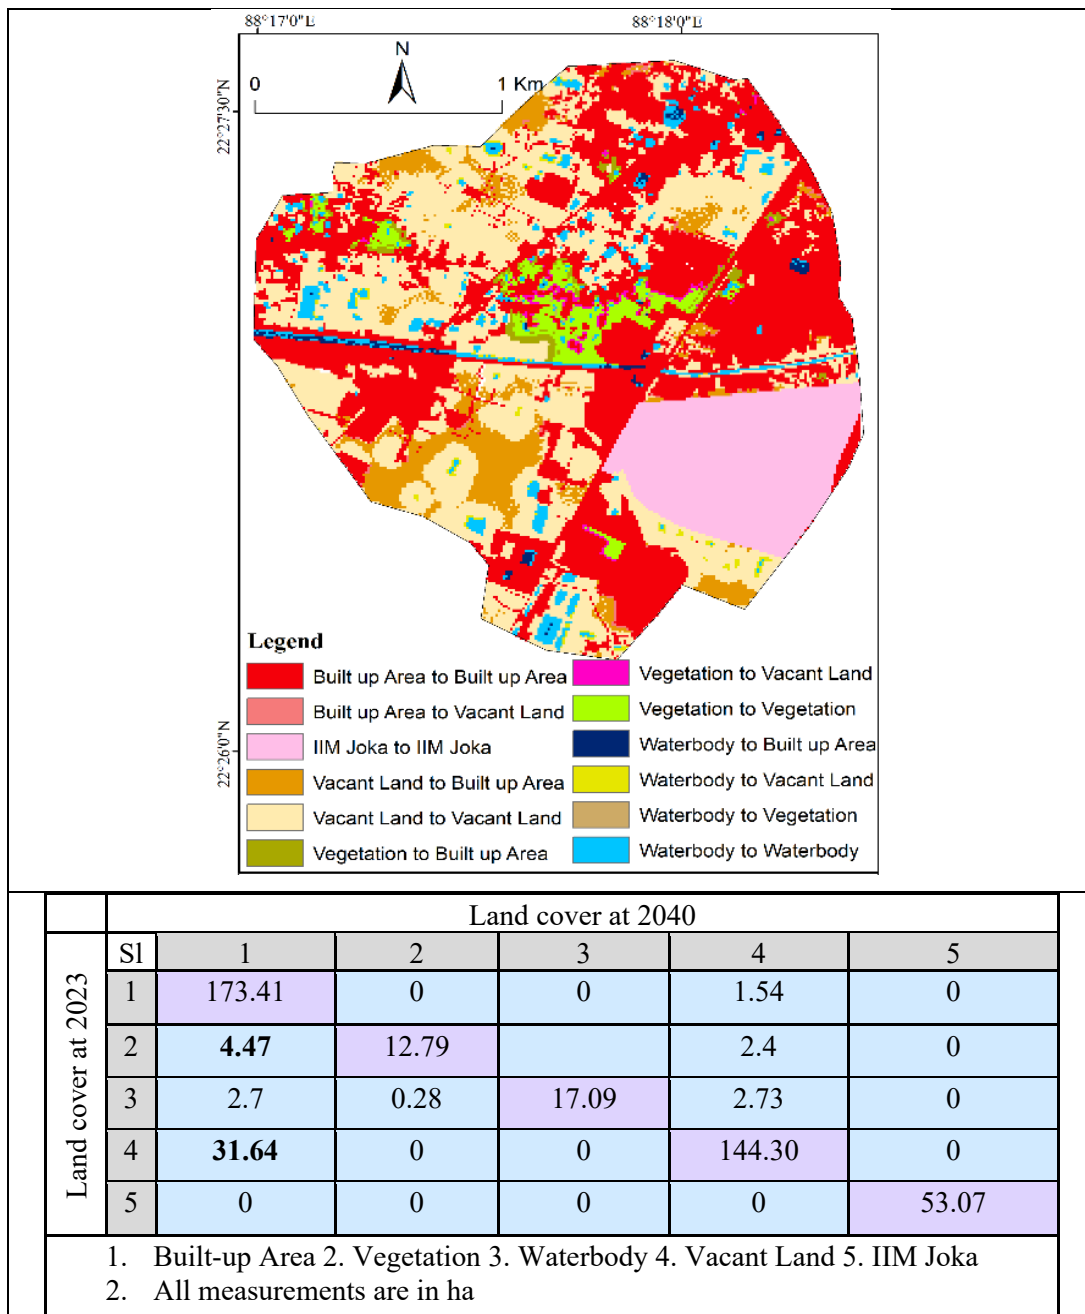 88°17'0"E 88°18'0"E
N
0 1 Km
22°27'30"N
22°26'0"N
Legend
Built up Area to Built up Area
Built up Area to Vacant Land
IIM Joka to IIM Joka
Vacant Land to Built up Area
Vacant Land to Vacant Land
Vegetation to Built up Area
Vegetation to Vacant Land
Vegetation to Vegetation
Waterbody to Built up Area
Waterbody to Vacant Land
Waterbody to Vegetation
Waterbody to Waterbody
Land cover at 2040
Land cover at 2023
Sl 1 2 3 4 5
1 173.41 0 0 1.54 0
2 4.47 12.79 2.4 0
3 2.7 0.28 17.09 2.73 0
4 31.64 0 0 144.30 0
5 0 0 0 0 53.07
1. Built-up Area 2. Vegetation 3. Waterbody 4. Vacant Land 5. IIM Joka
2. All measurements are in ha